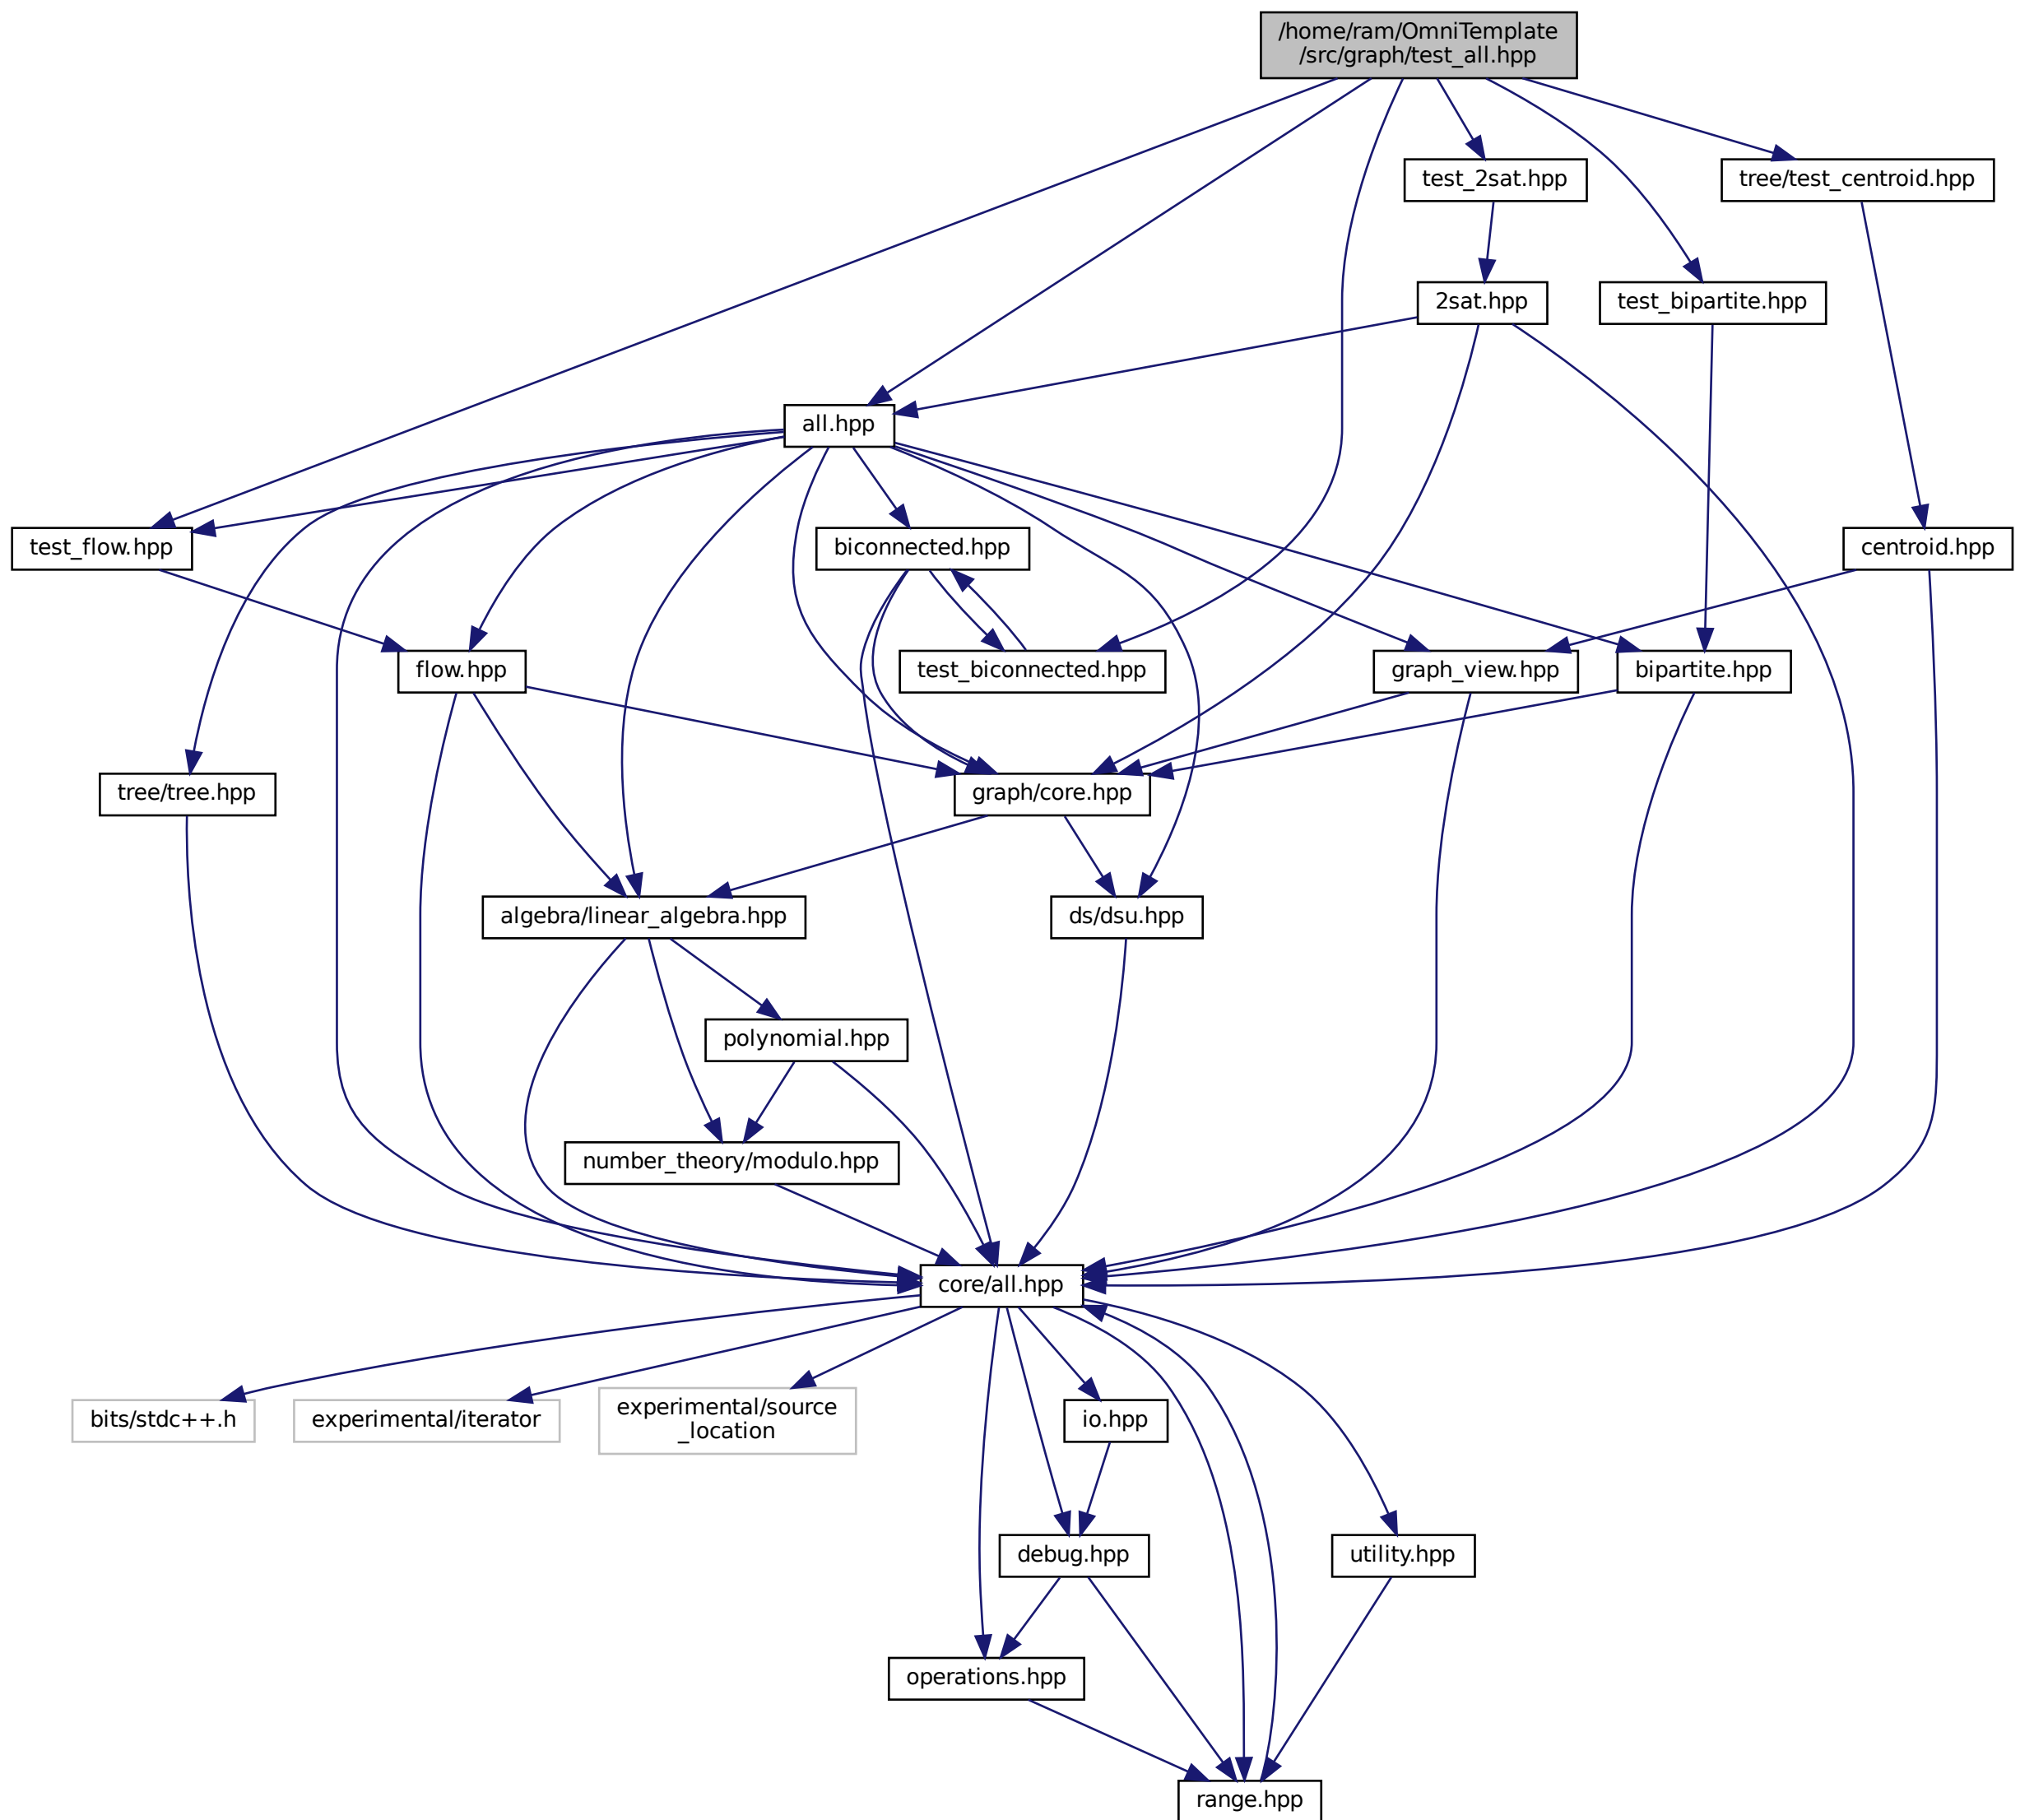 /home/ram/OmniTemplate
/src/graph/test_all.hpp
test_2sat.hpp
tree/test_centroid.hpp
2sat.hpp
test_bipartite.hpp
all.hpp
test_flow.hpp
biconnected.hpp
centroid.hpp
flow.hpp
test_biconnected.hpp
graph_view.hpp
bipartite.hpp
tree/tree.hpp
graph/core.hpp
algebra/linear_algebra.hpp
ds/dsu.hpp
polynomial.hpp
number_theory/modulo.hpp
core/all.hpp
bits/stdc++.h
experimental/iterator
experimental/source
_location
io.hpp
debug.hpp
utility.hpp
operations.hpp
range.hpp